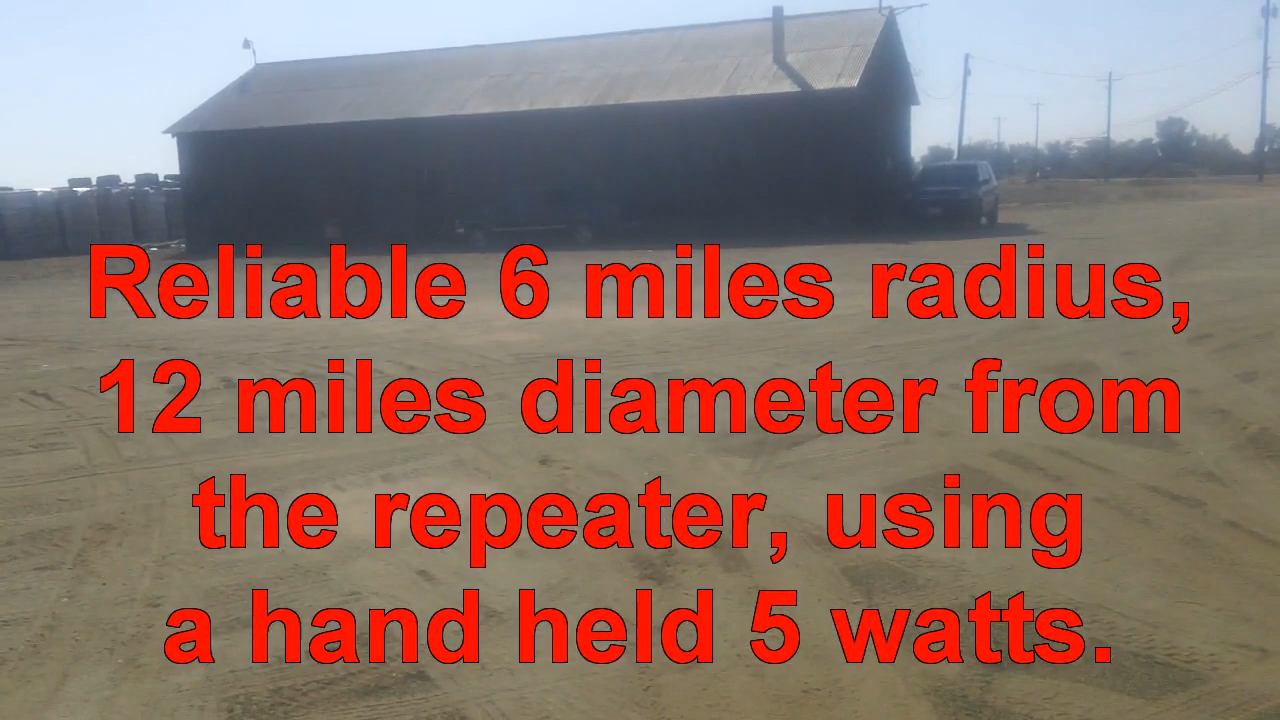 Reliable 6 miles radius,
12 miles diameter from
the repeater, using
a hand held 5 watts.